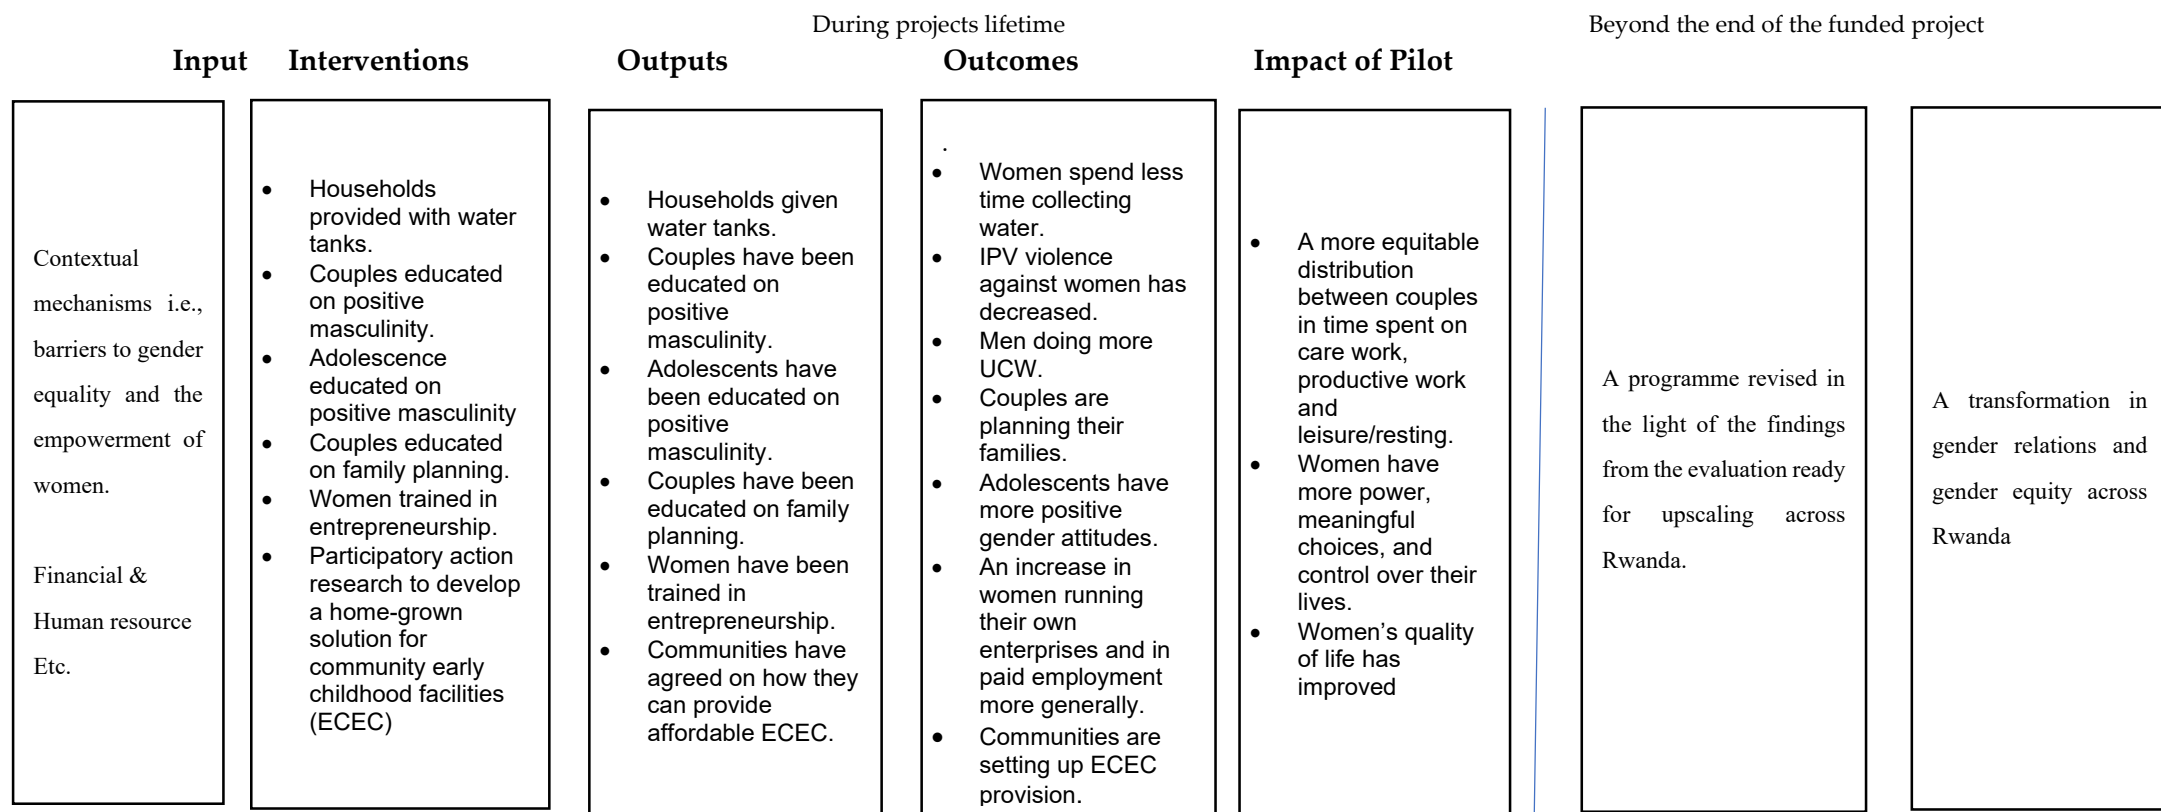 During projects lifetime
Beyond the end of the funded project
Input
Interventions
Outputs
Outcomes
Impact of Pilot
Contextual
mechanisms i.e.,
barriers to gender
equality and the
empowerment of
women.
Financial &
Human resource
Etc.
• Households
provided with water
tanks.
• Couples educated
on positive
masculinity.
• Adolescence
educated on
positive masculinity
• Couples educated
on family planning.
• Women trained in
entrepreneurship.
• Participatory action
research to develop
a home-grown
solution for
community early
childhood facilities
(ECEC)
• Households given
water tanks.
• Couples have been
educated on
positive
masculinity.
• Adolescents have
been educated on
positive
masculinity.
• Couples have been
educated on family
planning.
• Women have been
trained in
entrepreneurship.
• Communities have
agreed on how they
can provide
affordable ECEC.
.
• Women spend less
time collecting
water.
• IPV violence
against women has
decreased.
• Men doing more
UCW.
• Couples are
planning their
families.
• Adolescents have
more positive
gender attitudes.
• An increase in
women running
their own
enterprises and in
paid employment
more generally.
• Communities are
setting up ECEC
provision.
• A more equitable
distribution
between couples
in time spent on
care work,
productive work
and
leisure/resting.
• Women have
more power,
meaningful
choices, and
control over their
lives.
• Women’s quality
of life has
improved
A programme revised in
the light of the findings
from the evaluation ready
for upscaling across
Rwanda.
A transformation in
gender relations and
gender equity across
Rwanda